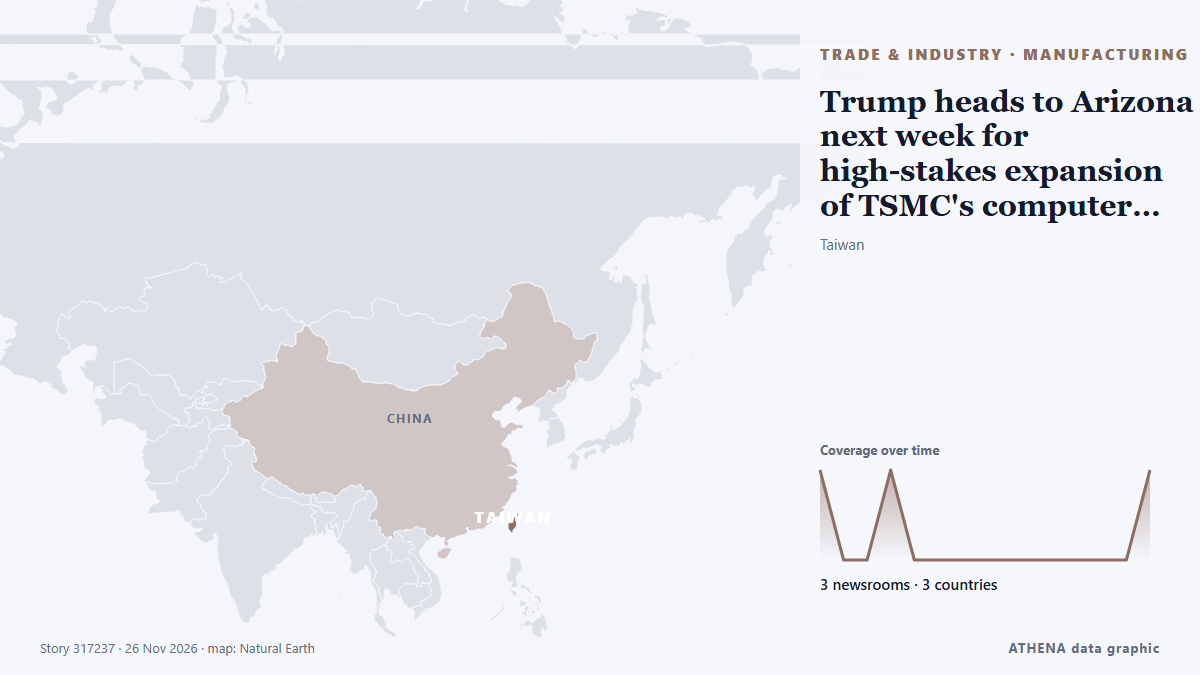 TRADE & INDUSTRY · MANUFACTURING
Trump heads to Arizona
next week for
high-stakes expansion
of TSMC's computer...
Taiwan
CHINA
TAIWAN
Coverage over time
3 newsrooms · 3 countries
Story 317237 · 26 Nov 2026 · map: Natural Earth
ATHENA data graphic